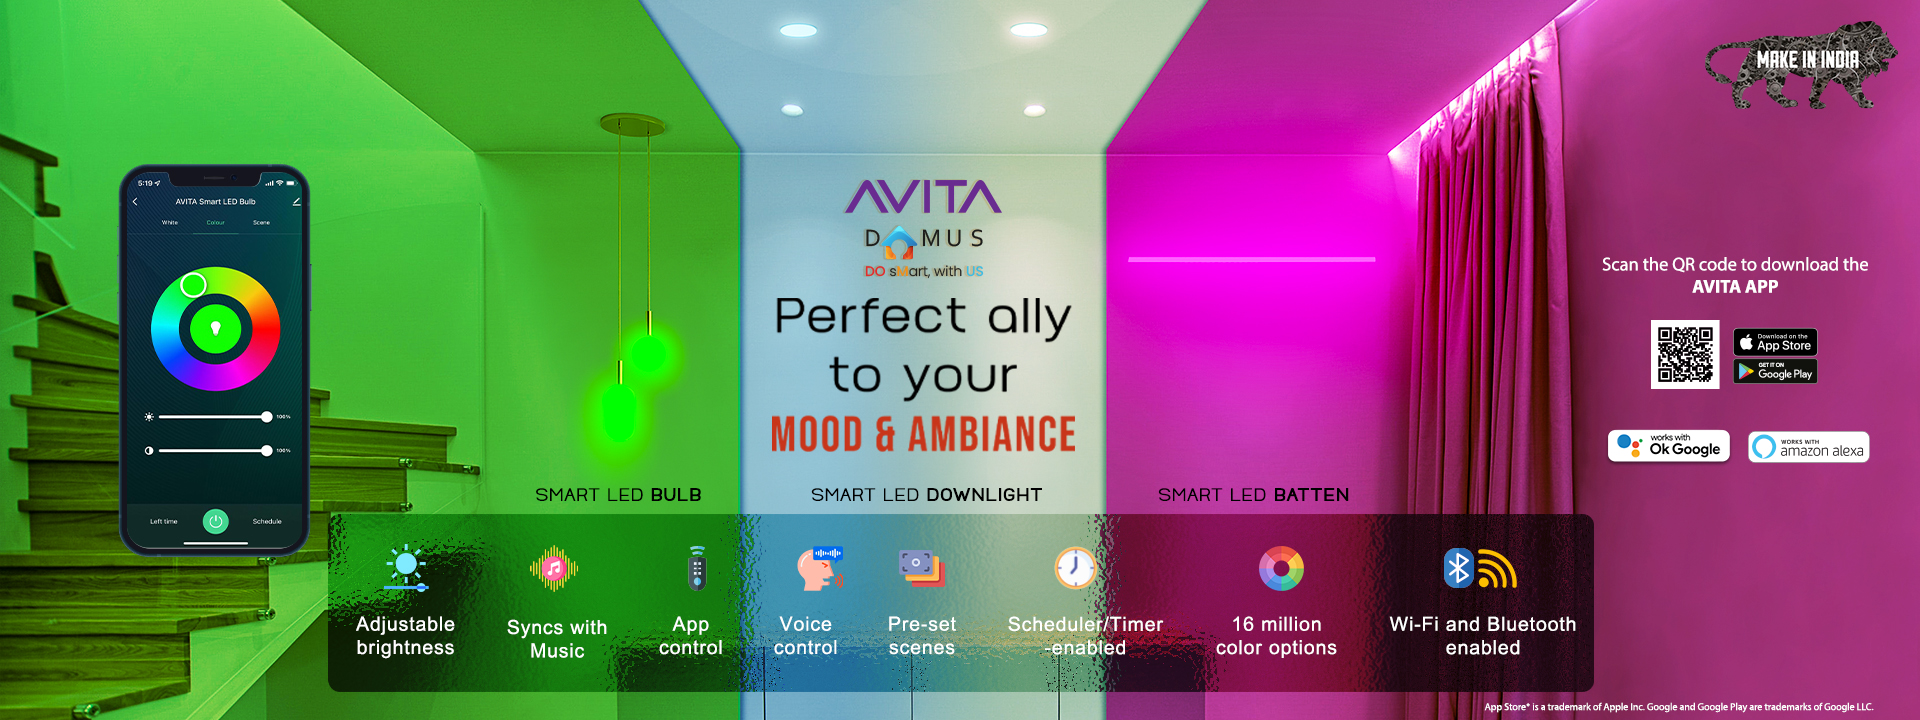 MAKE IN INDIA
5:19
AVITA Smart LED Bulb
White
Colour
Scene
100%
100%
Left time
Schedule
AVITA
DOMUS
DO sMart, with US
Perfect ally
to your
MOOD & AMBIANCE
SMART LED BULB
SMART LED DOWNLIGHT
SMART LED BATTEN
Adjustable
brightness
Syncs with
Music
App
control
Voice
control
Pre-set
scenes
Scheduler/Timer
-enabled
16 million
color options
Wi-Fi and Bluetooth
enabled
Scan the QR code to download the
AVITA APP
Download on the
App Store
GET IT ON
Google Play
works with
Ok Google
WORKS WITH
amazon alexa
App Store* is a trademark of Apple Inc. Google and Google Play are trademarks of Google LLC.